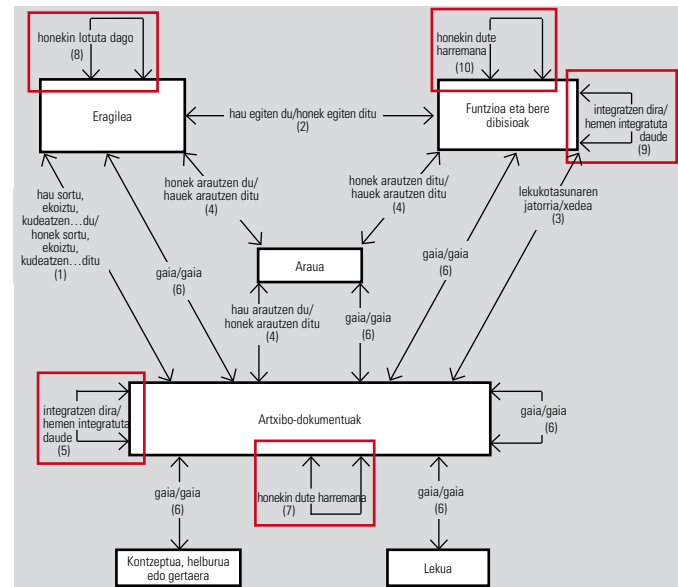 honekin lotuta dago
(8)
honekin dute
harremana
(10)
Eragilea
hau egiten du/honek egiten ditu
(2)
Funtzioa eta bere
dibisioak
integratzen dira/
hemen integratuta
daude
(9)
honek arautzen du/
hauek arautzen ditu
(4)
honek arautzen ditu/
hauek arautzen ditu
(4)
lekukotasunaren
jatorria/xedea
(3)
hau sortu,
ekoiztu,
kudeatzen…du/
honek sortu,
ekoiztu,
kudeatzen…ditu
(1)
gaia/gaia
(6)
Araua
gaia/gaia
(6)
hau arautzen du/
honek arautzen ditu
(4)
gaia/gaia
(6)
integratzen dira/
hemen integratuta
daude
(5)
Artxibo-dokumentuak
gaia/gaia
(6)
gaia/gaia
(6)
honekin dute harremana
(7)
gaia/gaia
(6)
Kontzeptua, helburua
edo gertaera
Lekua